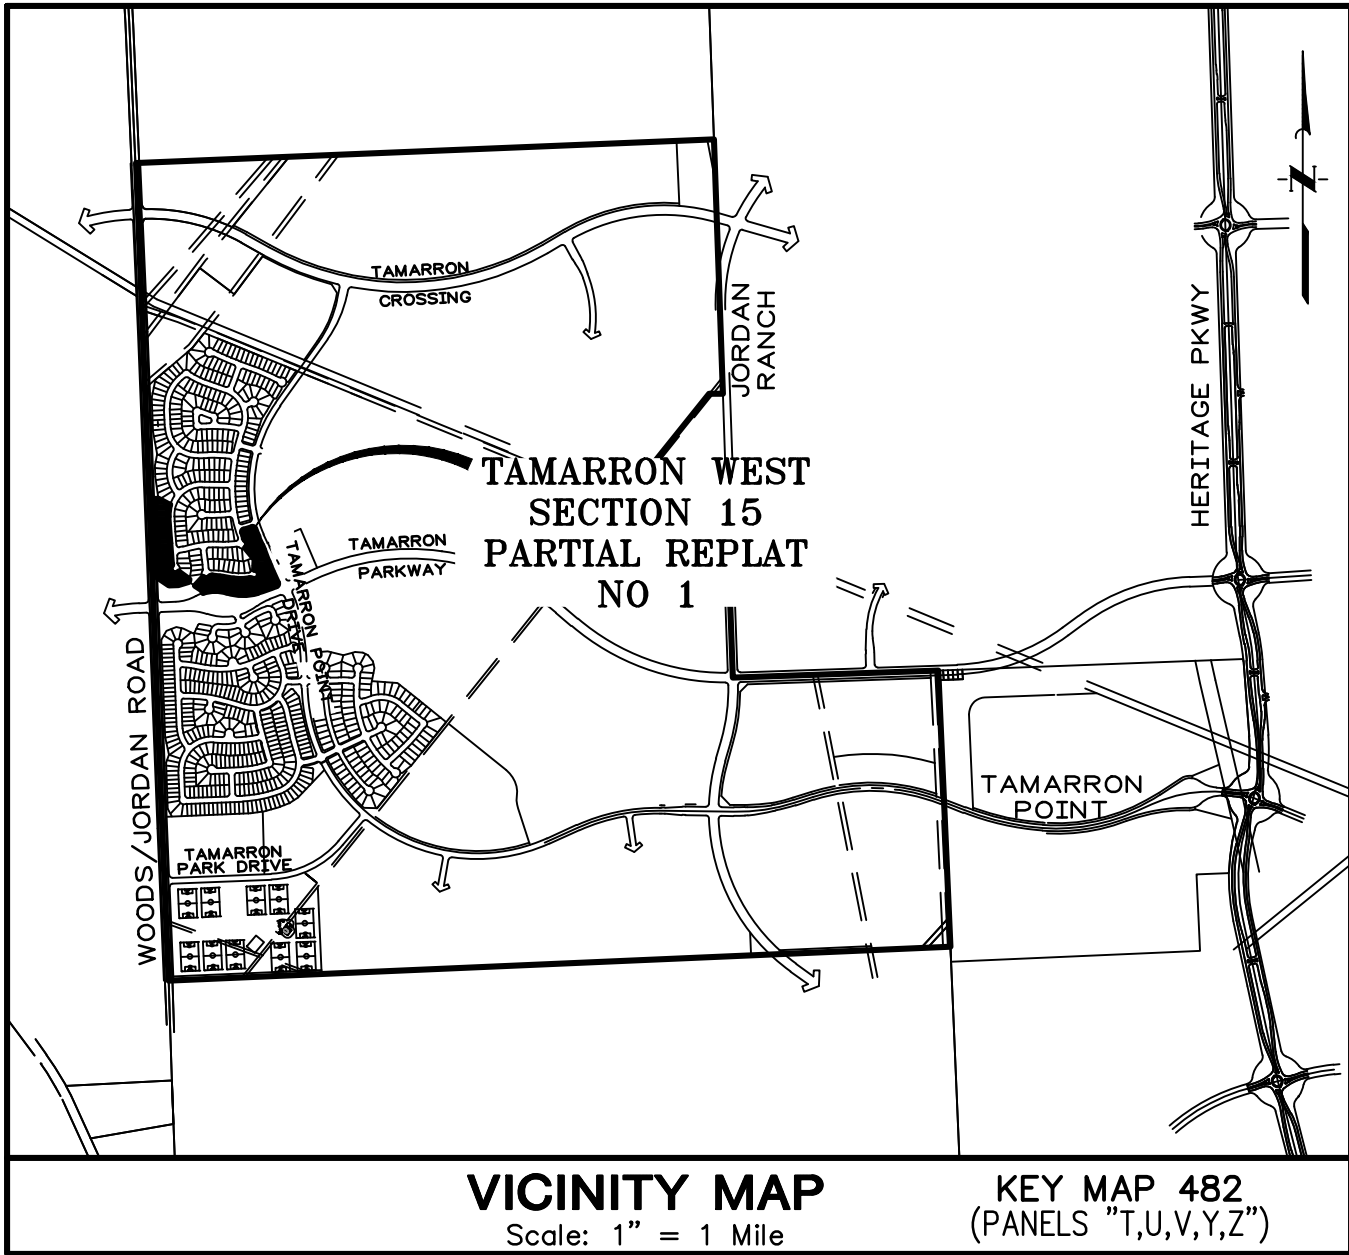 TAMARRON
CROSSING
JORDAN
RANCH
HERITAGE PKWY
TAMARRON WEST
SECTION 15
PARTIAL REPLAT
NO 1
TAMARRON
PARKWAY
TAMARRON POINT
DRIVE
WOODS/JORDAN ROAD
TAMARRON
POINT
TAMARRON
PARK DRIVE
N
VICINITY MAP
Scale: 1" = 1 Mile
KEY MAP 482
(PANELS "T,U,V,Y,Z")